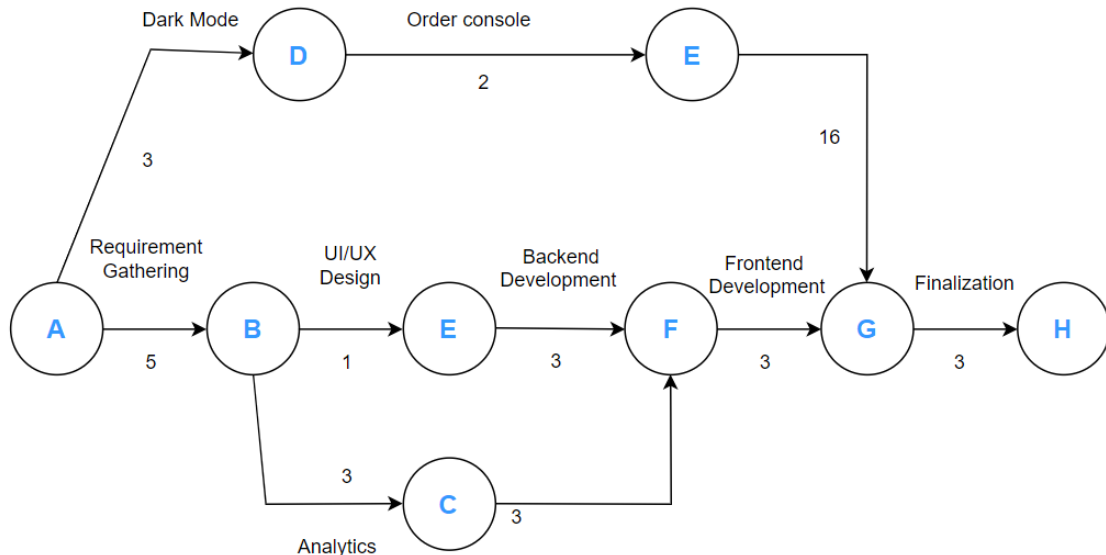 Dark Mode
Order console
D
E
2
16
3
Requirement
Gathering
UI/UX
Design
Backend
Development
Frontend
Development
Finalization
A
B
E
F
G
H
5
1
3
3
3
3
C
3
Analytics